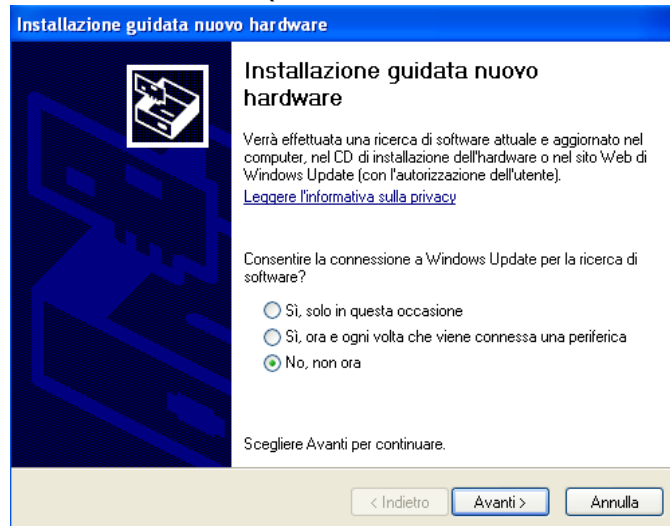 Installazione guidata nuovo hardware
Installazione guidata nuovo
hardware
Verrà effettuata una ricerca di software attuale e aggiornato nel
computer, nel CD di installazione dell'hardware o nel sito Web di
Windows Update (con l'autorizzazione dell'utente).
Leggere l'informativa sulla privacy
Consentire la connessione a Windows Update per la ricerca di
software?
Sì, solo in questa occasione
Sì, ora e ogni volta che viene connessa una periferica
No, non ora
Scegliere Avanti per continuare.
< Indietro
Avanti >
Annulla